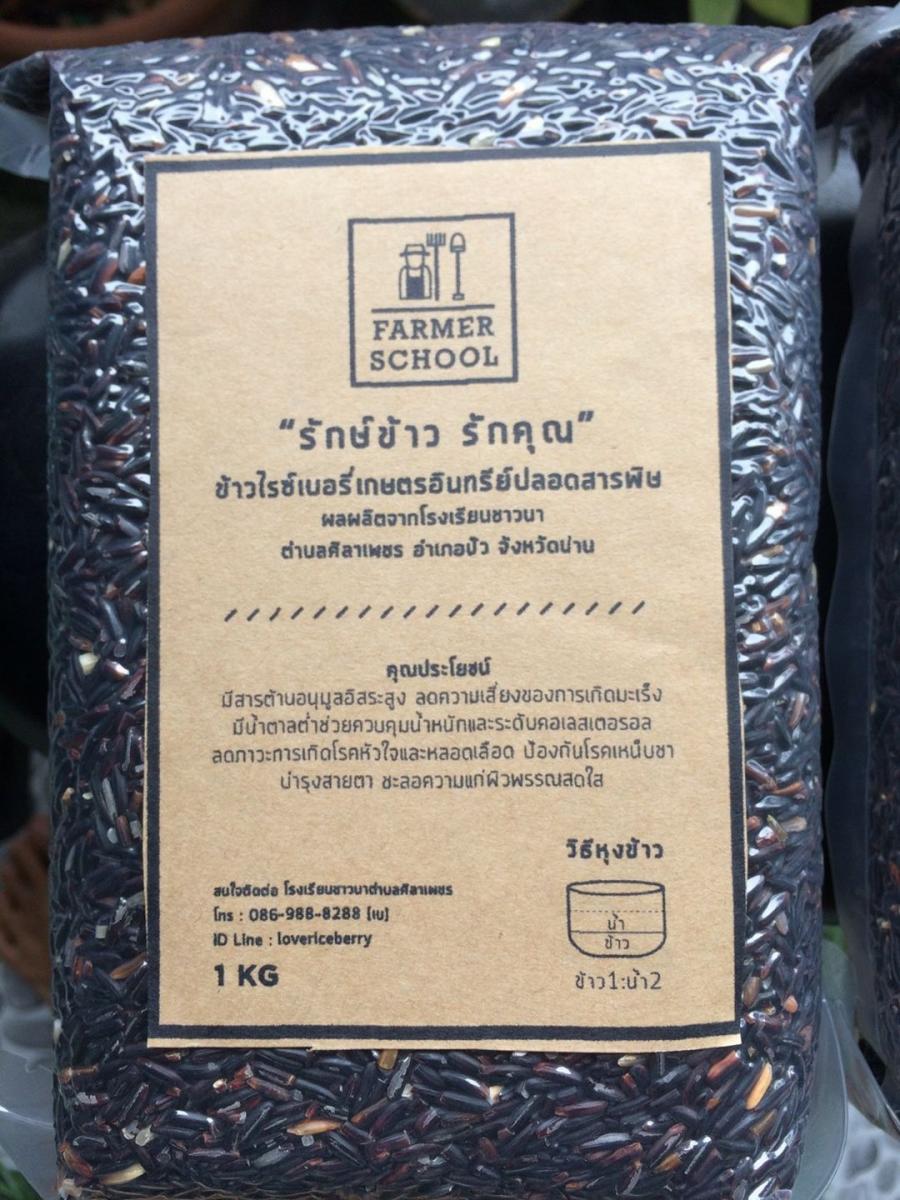 FARMER
SCHOOL
“รักษ์ข้าว รักคุณ”
ข้าวไรซ์เบอรี่เกษตรอินทรีย์ปลอดสารพิษ
ผลผลิตจากโรงเรียนชาวนา
ตำบลศิลาเพชร อำเภอปัว จังหวัดน่าน
คุณประโยชน์
มีสารต้านอนุมูลอิสระสูง ลดความเสี่ยงของการเกิดมะเร็ง
มีน้ำตาลต่ำช่วยควบคุมน้ำหนักและระดับคอเลสเตอรอล
ลดภาวะการเกิดโรคหัวใจและหลอดเลือด ป้องกันโรคเหน็บชา
บำรุงสายตา ชะลอความแก่ผิวพรรณสดใส
วิธีหุงข้าว
น้ำ
ข้าว
ข้าว1:น้ำ2
สนใจติดต่อ โรงเรียนชาวนาตำบลศิลาเพชร
โทร : 086-988-8288 (เบ)
ID Line : lovericeberry
1 KG